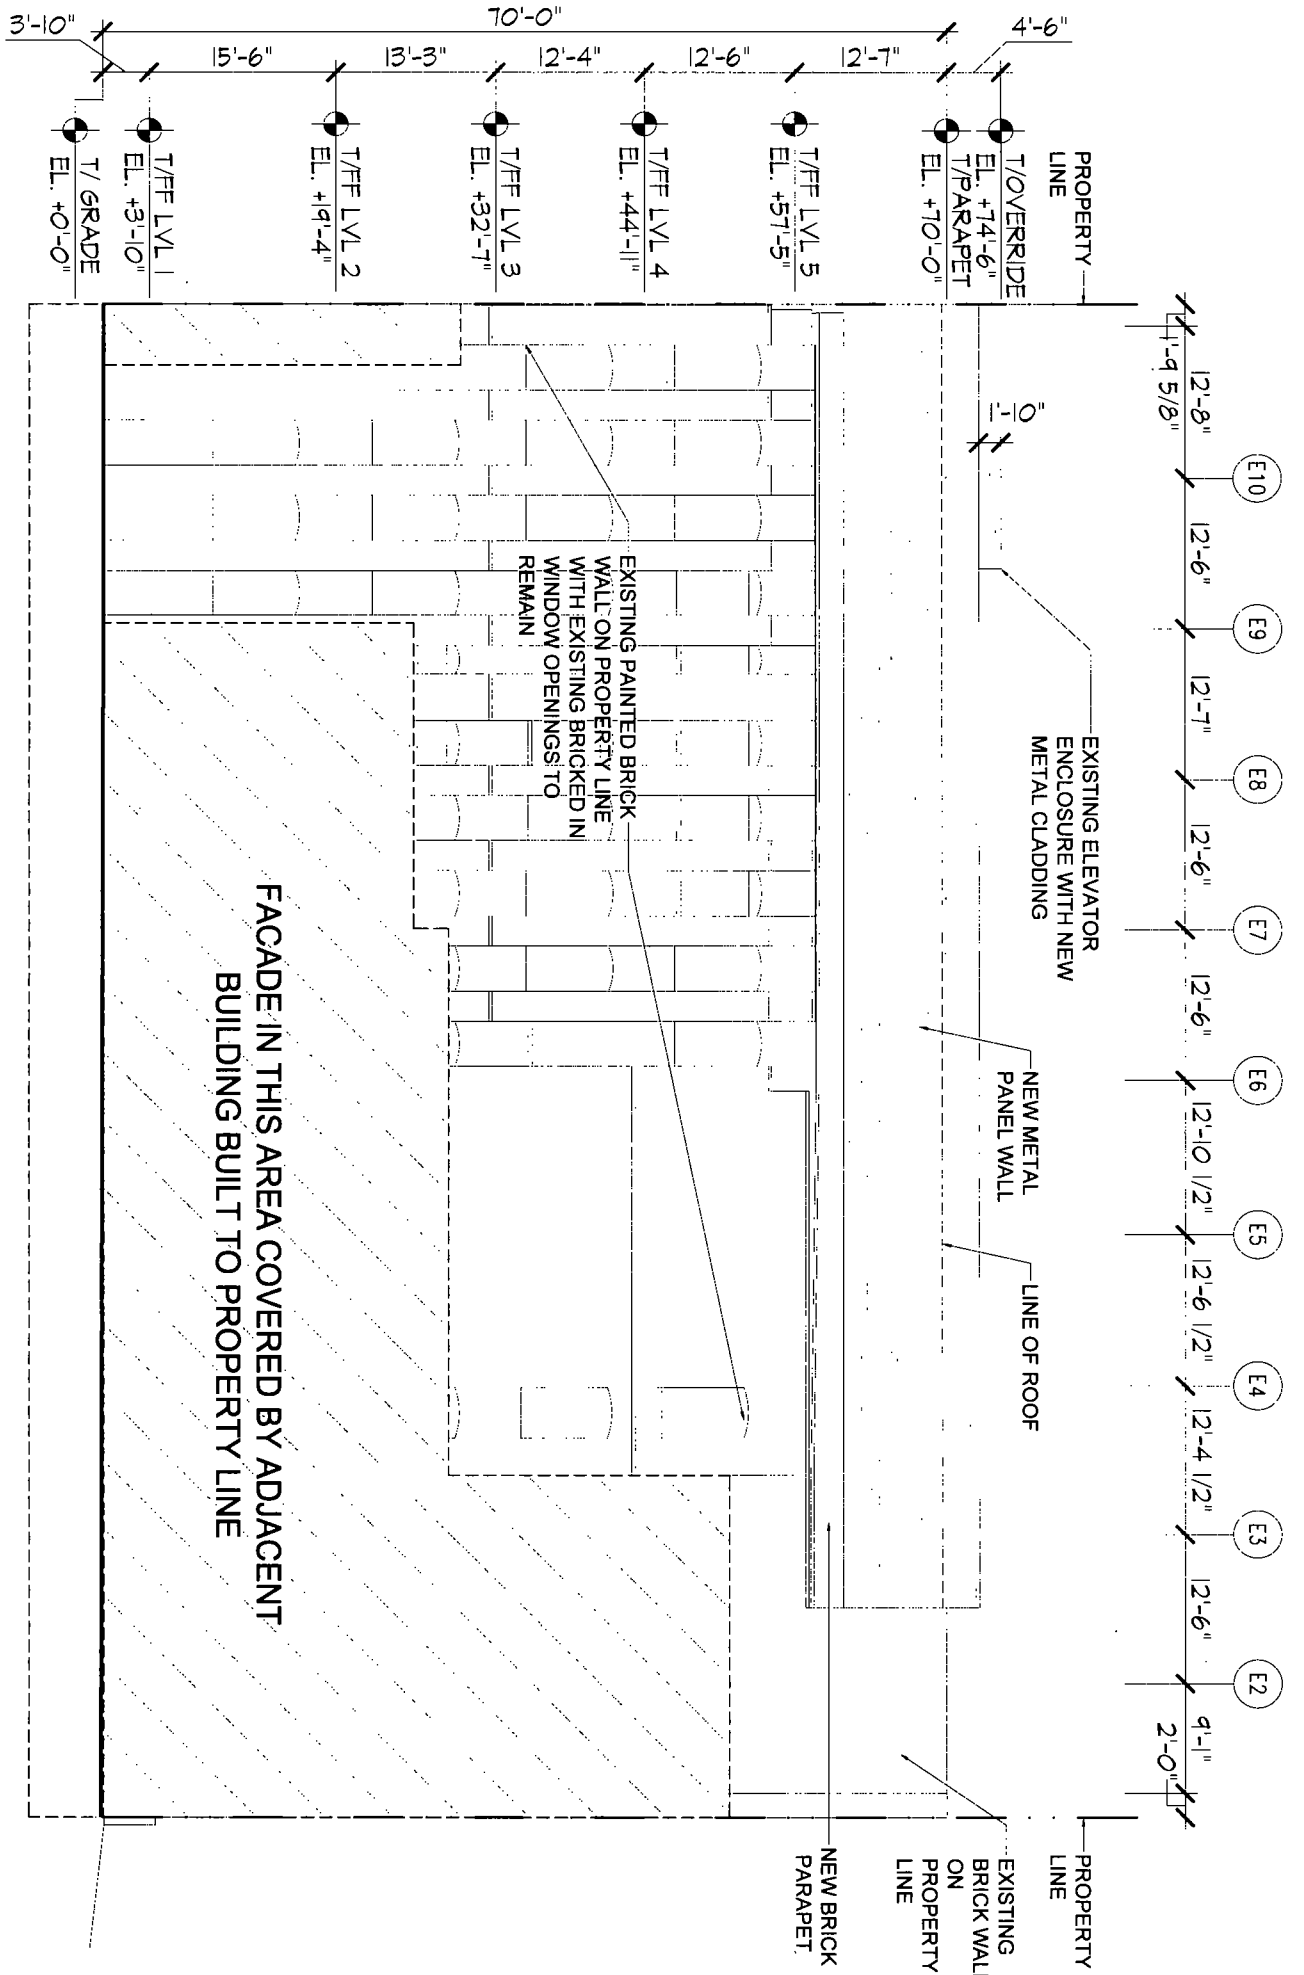 PROPERTY
LINE
1'-9 5/8"
12'-8"
E10
12'-6"
E9
12'-7"
E8
12'-6"
E7
12'-6"
E6
12'-10 1/2"
E5
12'-6 1/2"
E4
12'-4 1/2"
E3
12'-6"
E2
9'-1"
2'-0"
PROPERTY
LINE
4'-6"
T/OVERRIDE
EL. +74'-6"
T/PARAPET
EL. +70'-0"
12'-7"
T/FF LVL 5
EL. +57'-5"
12'-6"
T/FF LVL 4
EL. +44'-11"
12'-4"
T/FF LVL 3
EL. +32'-7"
13'-3"
T/FF LVL 2
EL. +19'-4"
15'-6"
T/FF LVL 1
EL. +3'-10"
T/ GRADE
EL. +0'-0"
3'-10"
70'-0"
1'-0"
EXISTING ELEVATOR
ENCLOSURE WITH NEW
METAL CLADDING
NEW METAL
PANEL WALL
LINE OF ROOF
EXISTING
BRICK WALL
ON
PROPERTY
LINE
NEW BRICK
PARAPET
EXISTING PAINTED BRICK
WALL ON PROPERTY LINE
WITH EXISTING BRICKED IN
WINDOW OPENINGS TO
REMAIN
FACADE IN THIS AREA COVERED BY ADJACENT
BUILDING BUILT TO PROPERTY LINE